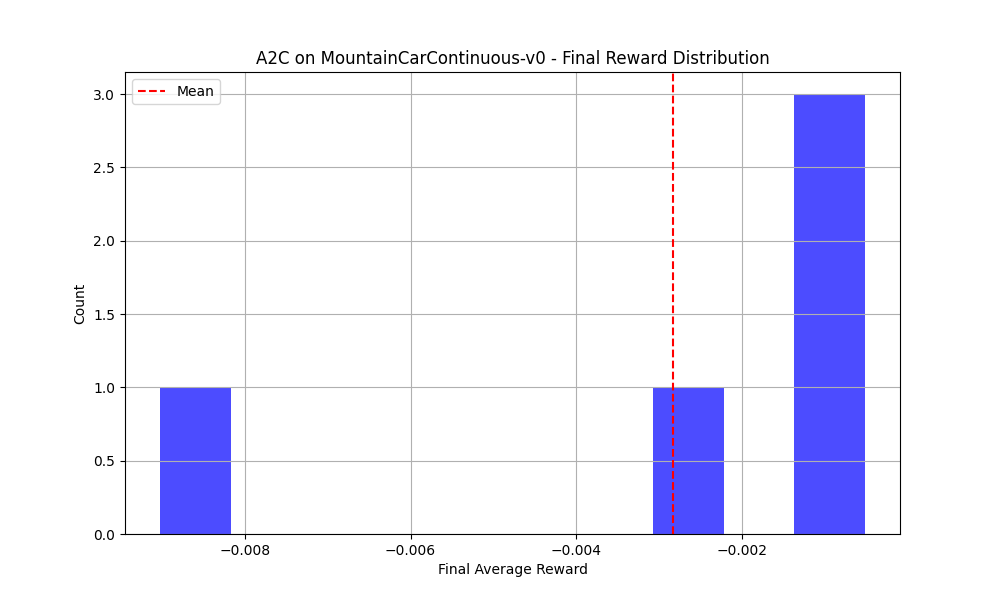 A2C on MountainCarContinuous-v0 - Final Reward Distribution
Mean
3.0
2.5
2.0
1.5
1.0
0.5
0.0
Count
−0.008
−0.006
−0.004
−0.002
Final Average Reward